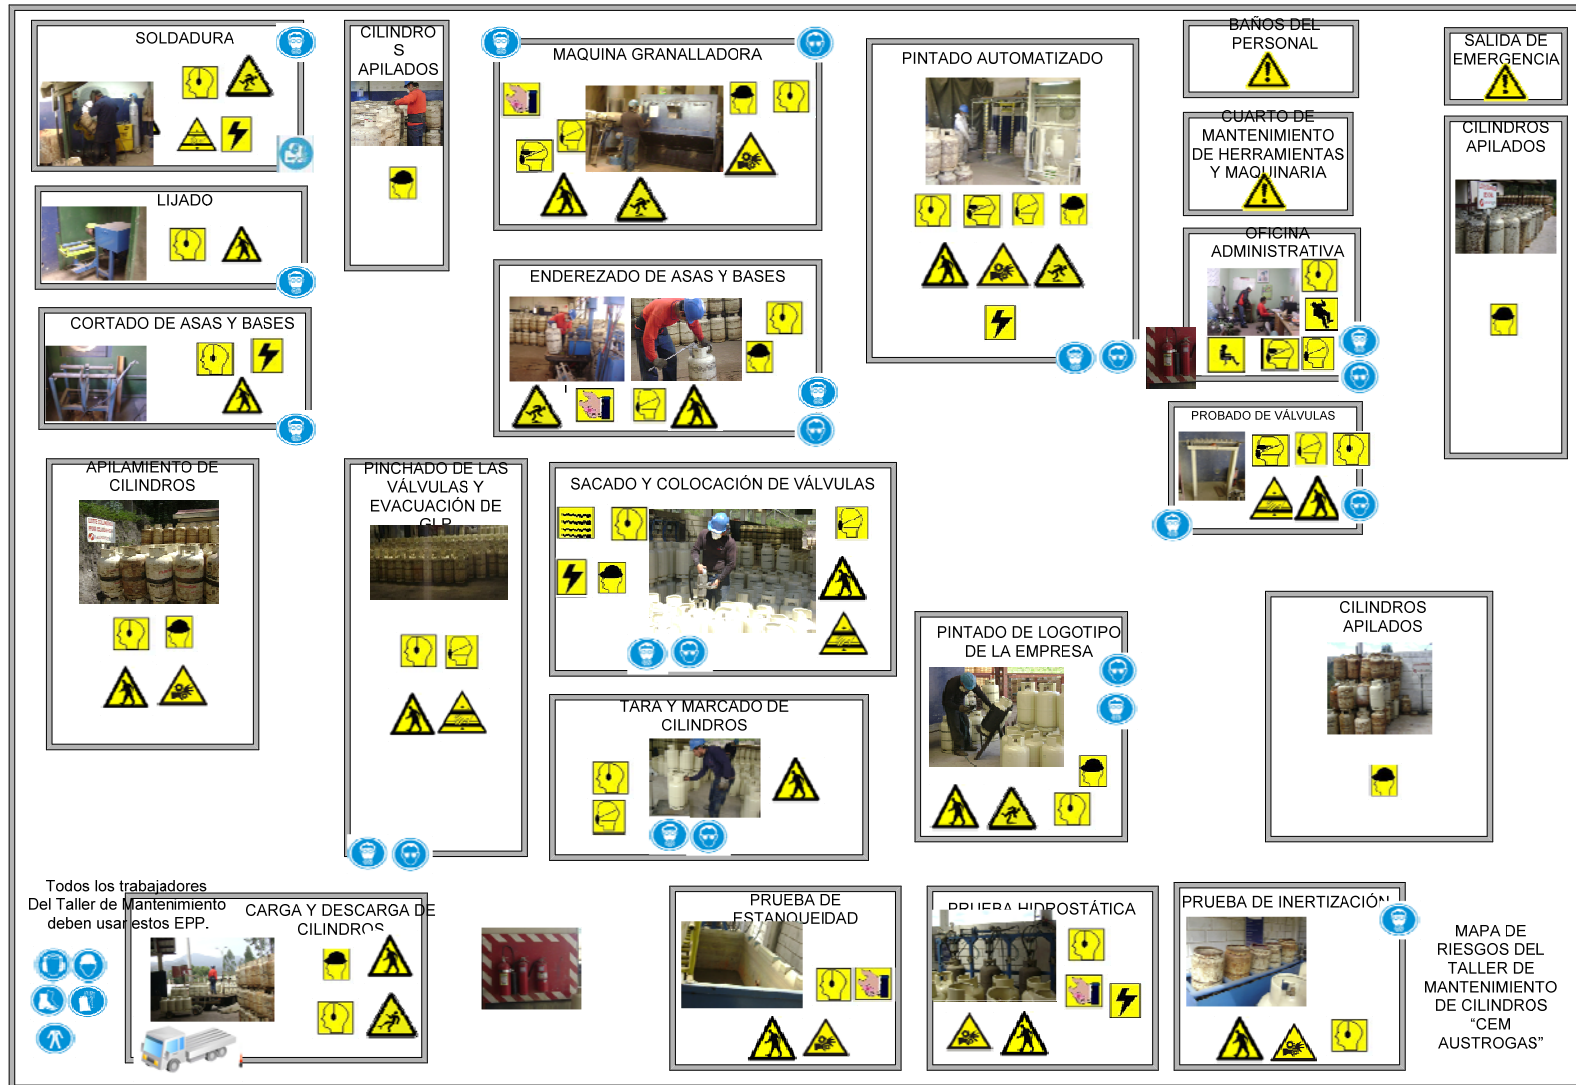 SOLDADURA
CILINDRO
S
APILADOS
MAQUINA GRANALLADORA
PINTADO AUTOMATIZADO
BAÑOS DEL
PERSONAL
SALIDA DE
EMERGENCIA
CUARTO DE
MANTENIMIENTO
DE HERRAMIENTAS
Y MAQUINARIA
CILINDROS
APILADOS
LIJADO
OFICINA
ADMINISTRATIVA
ENDEREZADO DE ASAS Y BASES
CORTADO DE ASAS Y BASES
PROBADO DE VÁLVULAS
APILAMIENTO DE
CILINDROS
PINCHADO DE LAS
VÁLVULAS Y
EVACUACIÓN DE
GLP
SACADO Y COLOCACIÓN DE VÁLVULAS
CILINDROS
APILADOS
PINTADO DE LOGOTIPO
DE LA EMPRESA
TARA Y MARCADO DE
CILINDROS
Todos los trabajadores
Del Taller de Mantenimiento
deben usar estos EPP.
CARGA Y DESCARGA DE
CILINDROS
PRUEBA DE
ESTANQUEIDAD
PRUEBA HIDROSTÁTICA
PRUEBA DE INERTIZACIÓN
MAPA DE
RIESGOS DEL
TALLER DE
MANTENIMIENTO
DE CILINDROS
“CEM
AUSTROGAS”